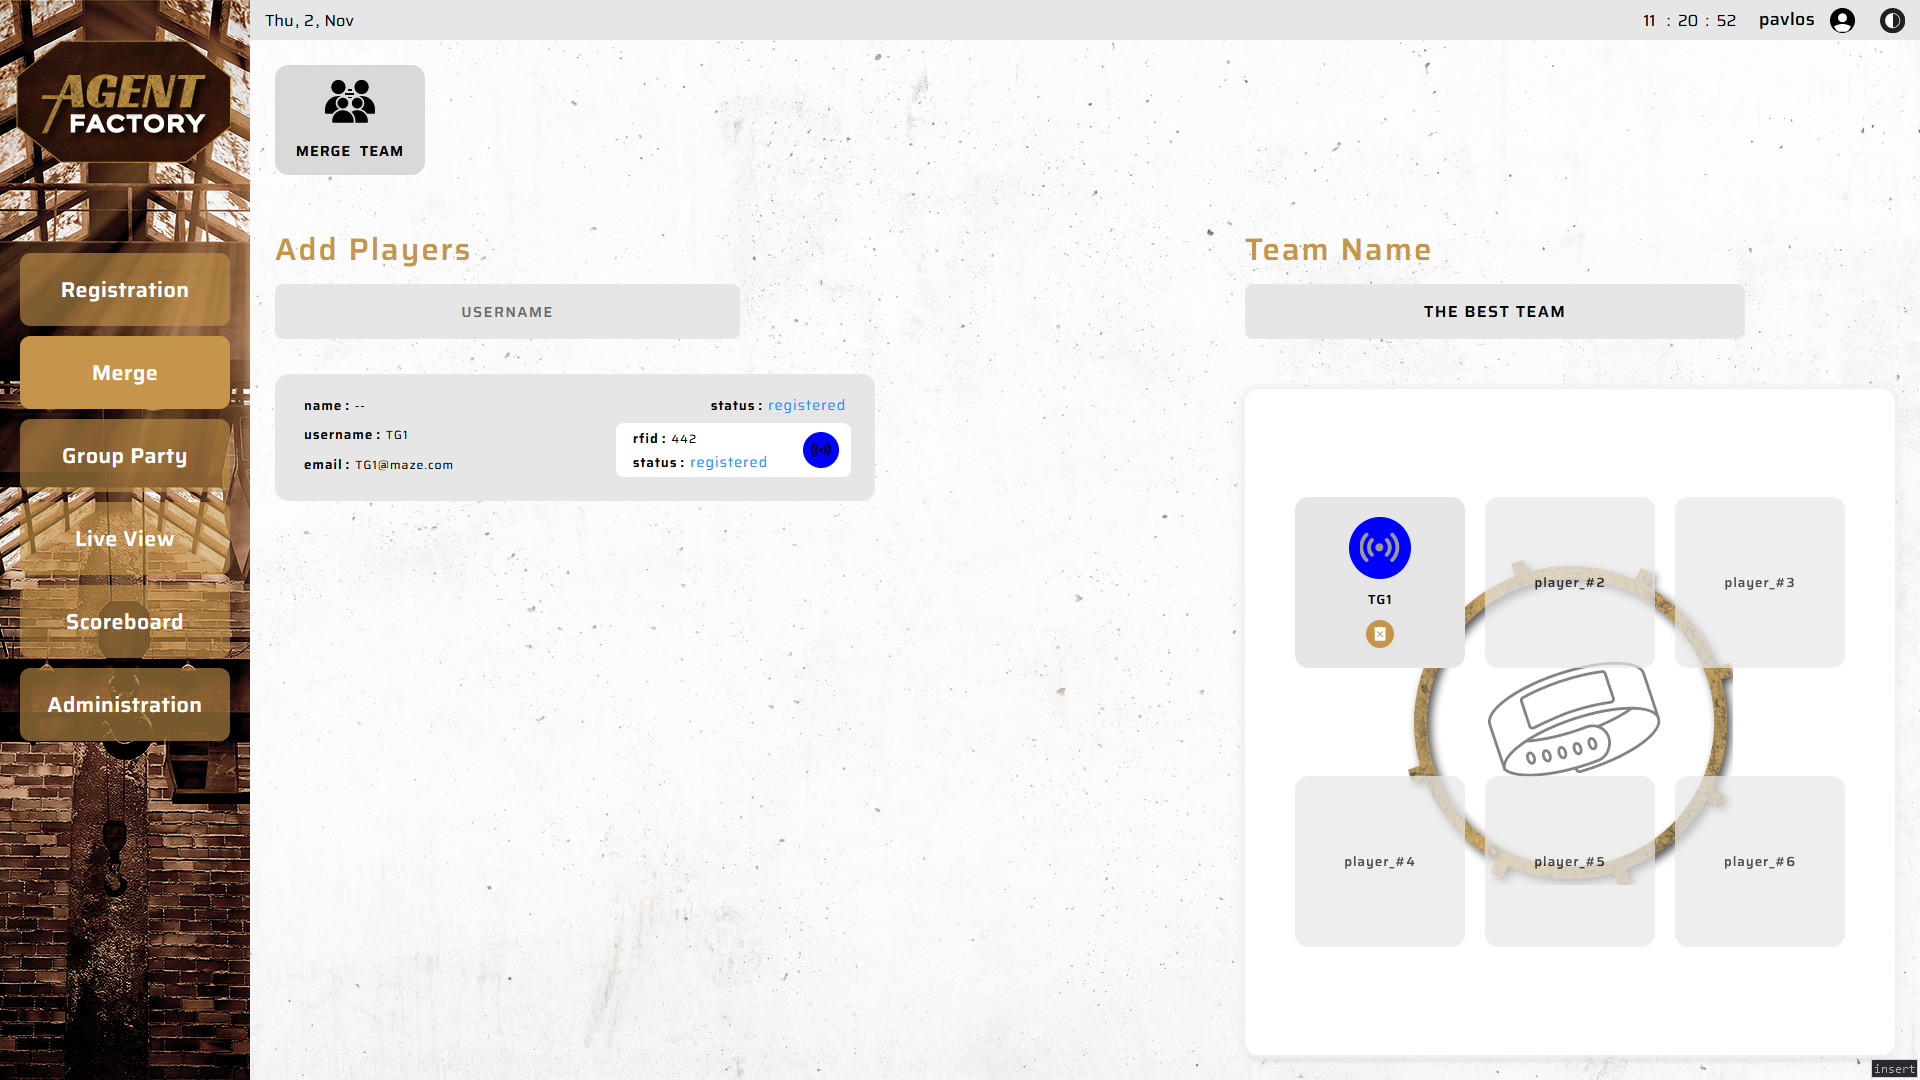 Thu, 2, Nov
11 : 20 : 52
pavlos
AGENT
FACTORY
MERGE TEAM
Registration
Merge
Group Party
Live View
Scoreboard
Administration
Add Players
USERNAME
name : --
username : TG1
email : TG1@maze.com
status : registered
rfid : 442
status : registered
Team Name
THE BEST TEAM
TG1
player_#2
player_#3
player_#4
player_#5
player_#6
insert